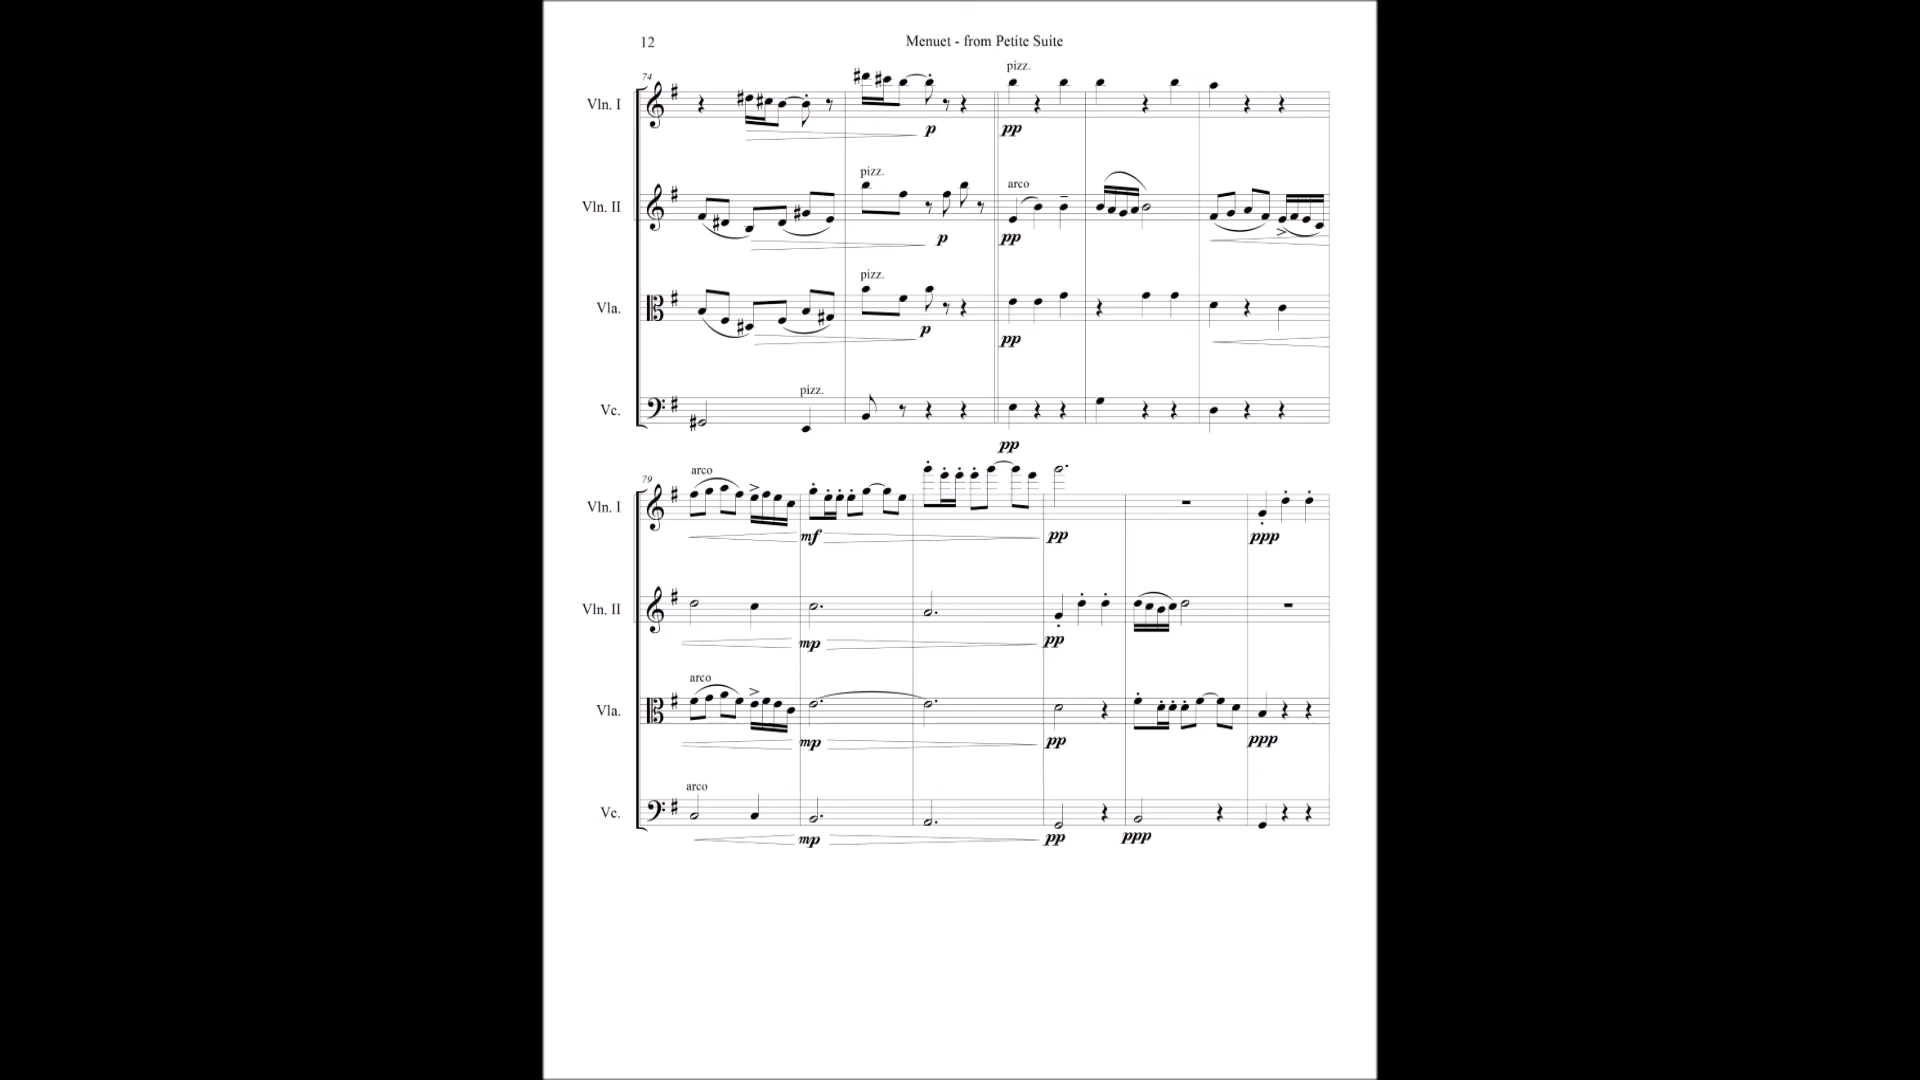 12
Menuet - from Petite Suite
pizz.
74
Vln. I
p
pp
pizz.
arco
Vln. II
p
pp
pizz.
Vla.
p
pp
pizz.
Vc.
pp
arco
79
Vln. I
mf
pp
ppp
Vln. II
mp
pp
arco
Vla.
mp
pp
ppp
arco
Vc.
mp
pp
ppp